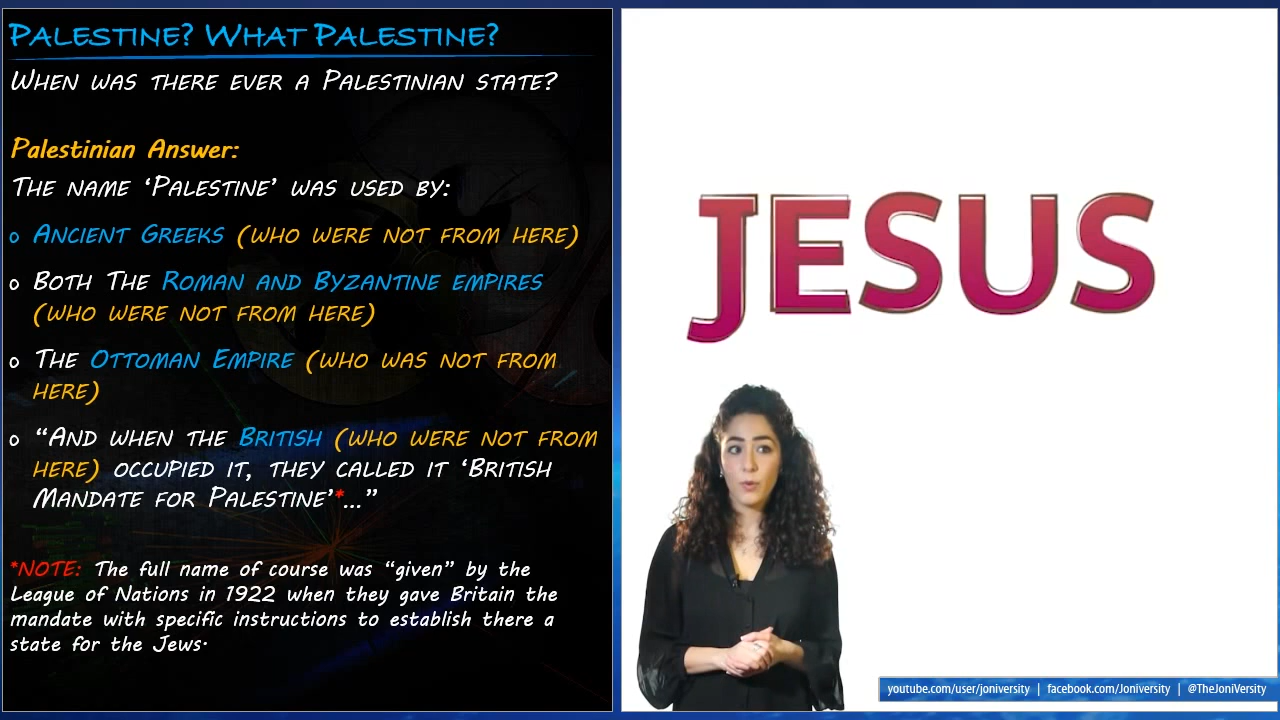 PALESTINE? WHAT PALESTINE?
WHEN WAS THERE EVER A PALESTINIAN STATE?
Palestinian Answer:
THE NAME ‘PALESTINE’ WAS USED BY:
o ANCIENT GREEKS (WHO WERE NOT FROM HERE)
o BOTH THE ROMAN AND BYZANTINE EMPIRES
(WHO WERE NOT FROM HERE)
o THE OTTOMAN EMPIRE (WHO WAS NOT FROM
HERE)
o “AND WHEN THE BRITISH (WHO WERE NOT FROM
HERE) OCCUPIED IT, THEY CALLED IT ‘BRITISH
MANDATE FOR PALESTINE’*...”
*NOTE: The full name of course was “given” by the
League of Nations in 1922 when they gave Britain the
mandate with specific instructions to establish there a
state for the Jews.
JESUS
youtube.com/user/joniversity | facebook.com/Joniversity | @TheJoniVersity